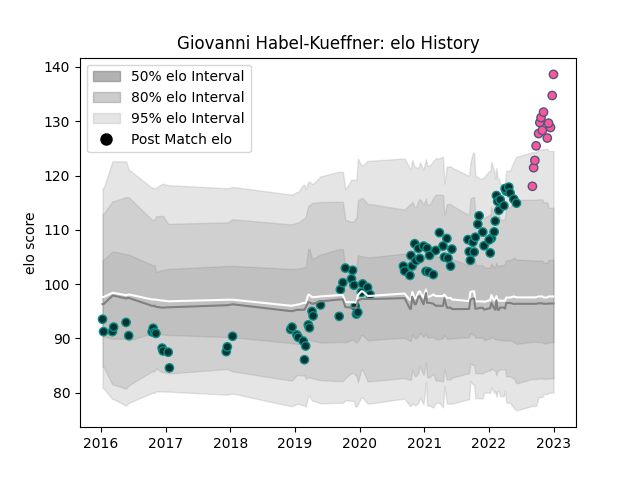 Giovanni Habel-Kueffner: elo History
50% elo Interval
80% elo Interval
95% elo Interval
Post Match elo
elo score
140
130
120
110
100
90
80
2016 2017 2018 2019 2020 2021 2022 2023